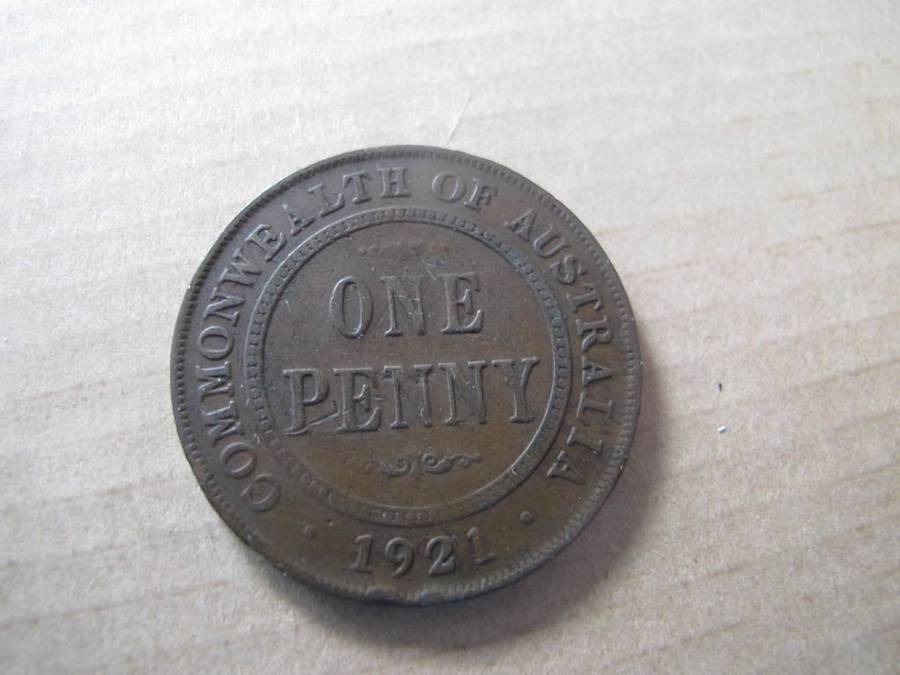 COMMONWEALTH OF AUSTRALIA
ONE
PENNY
1921